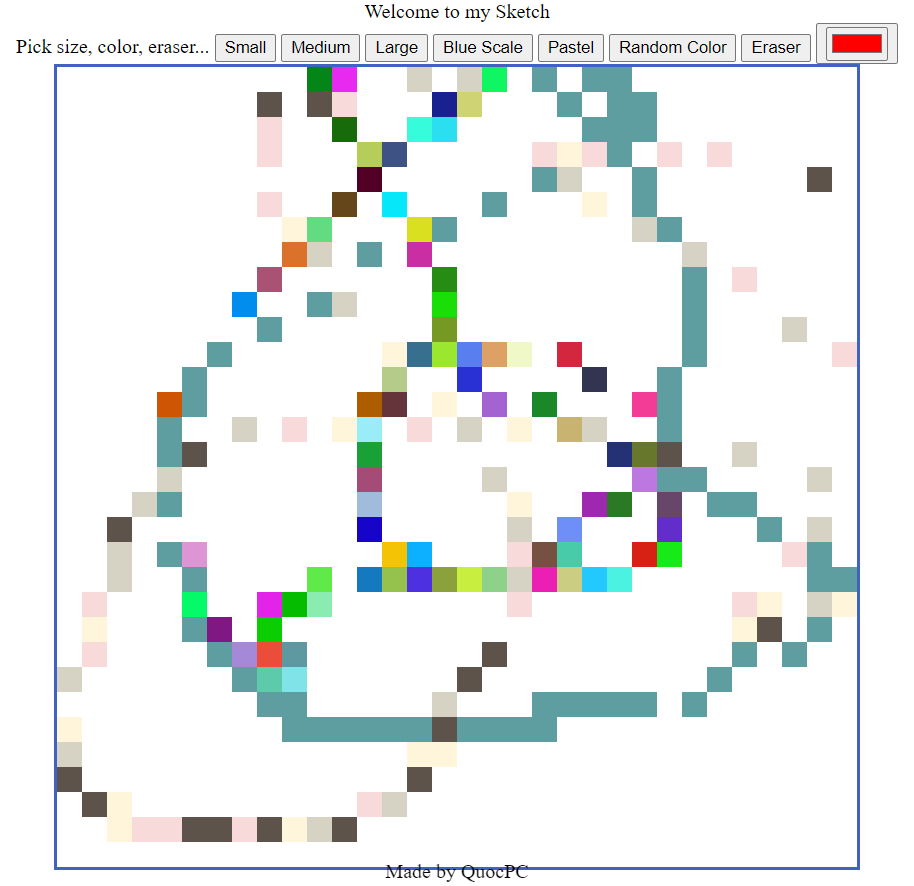 Welcome to my Sketch
Pick size, color, eraser... Small Medium Large Blue Scale Pastel Random Color Eraser
Made by QuocPC